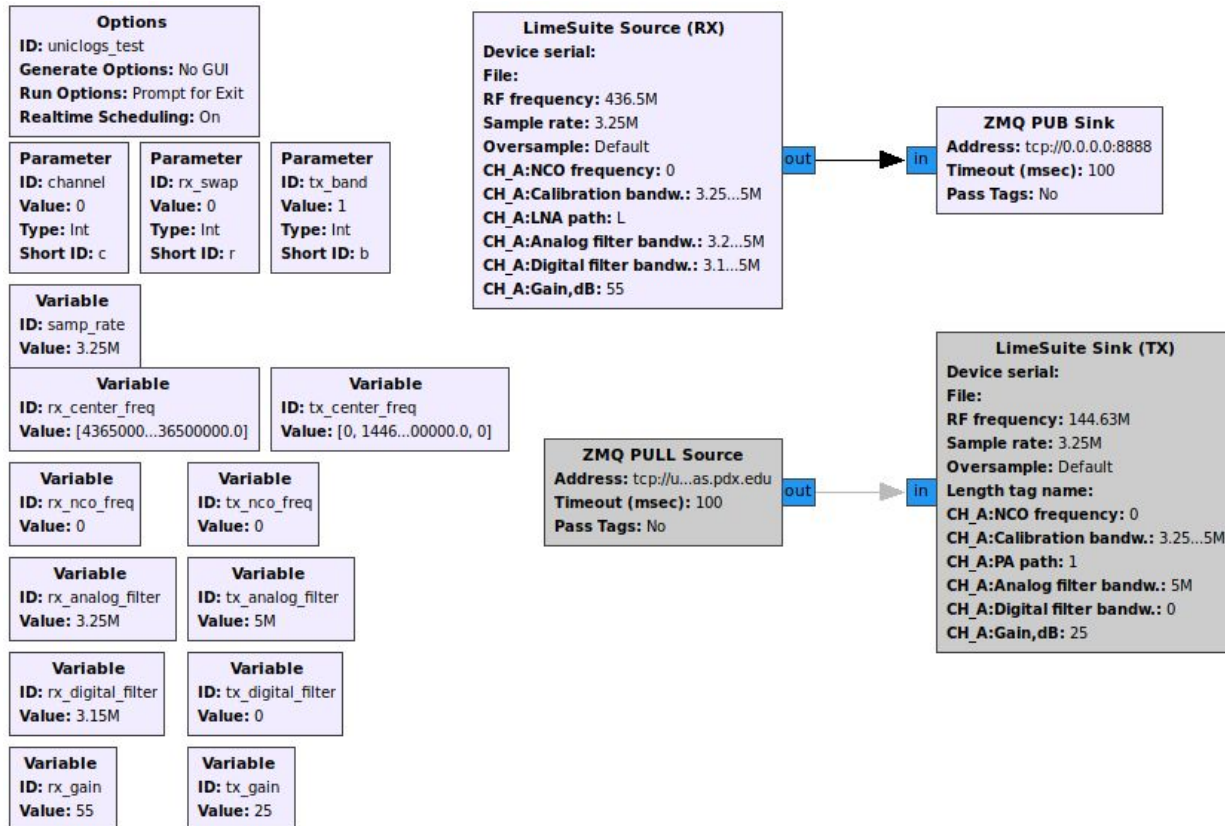 Options
ID: uniclogs_test
Generate Options: No GUI
Run Options: Prompt for Exit
Realtime Scheduling: On
Parameter
ID: channel
Value: 0
Type: Int
Short ID: c
Parameter
ID: rx_swap
Value: 0
Type: Int
Short ID: r
Parameter
ID: tx_band
Value: 1
Type: Int
Short ID: b
Variable
ID: samp_rate
Value: 3.25M
Variable
ID: rx_center_freq
Value: [4365000...36500000.0]
Variable
ID: tx_center_freq
Value: [0, 1446...00000.0, 0]
Variable
ID: rx_nco_freq
Value: 0
Variable
ID: tx_nco_freq
Value: 0
Variable
ID: rx_analog_filter
Value: 3.25M
Variable
ID: tx_analog_filter
Value: 5M
Variable
ID: rx_digital_filter
Value: 3.15M
Variable
ID: tx_digital_filter
Value: 0
Variable
ID: rx_gain
Value: 55
Variable
ID: tx_gain
Value: 25
LimeSuite Source (RX)
Device serial:
File:
RF frequency: 436.5M
Sample rate: 3.25M
Oversample: Default
CH_A:NCO frequency: 0
CH_A:Calibration bandw.: 3.25...5M
CH_A:LNA path: L
CH_A:Analog filter bandw.: 3.2...5M
CH_A:Digital filter bandw.: 3.1...5M
CH_A:Gain,dB: 55
out
in
ZMQ PUB Sink
Address: tcp://0.0.0.0:8888
Timeout (msec): 100
Pass Tags: No
ZMQ PULL Source
Address: tcp://u...as.pdx.edu
Timeout (msec): 100
Pass Tags: No
out
in
LimeSuite Sink (TX)
Device serial:
File:
RF frequency: 144.63M
Sample rate: 3.25M
Oversample: Default
Length tag name:
CH_A:NCO frequency: 0
CH_A:Calibration bandw.: 3.25...5M
CH_A:PA path: 1
CH_A:Analog filter bandw.: 5M
CH_A:Digital filter bandw.: 0
CH_A:Gain,dB: 25